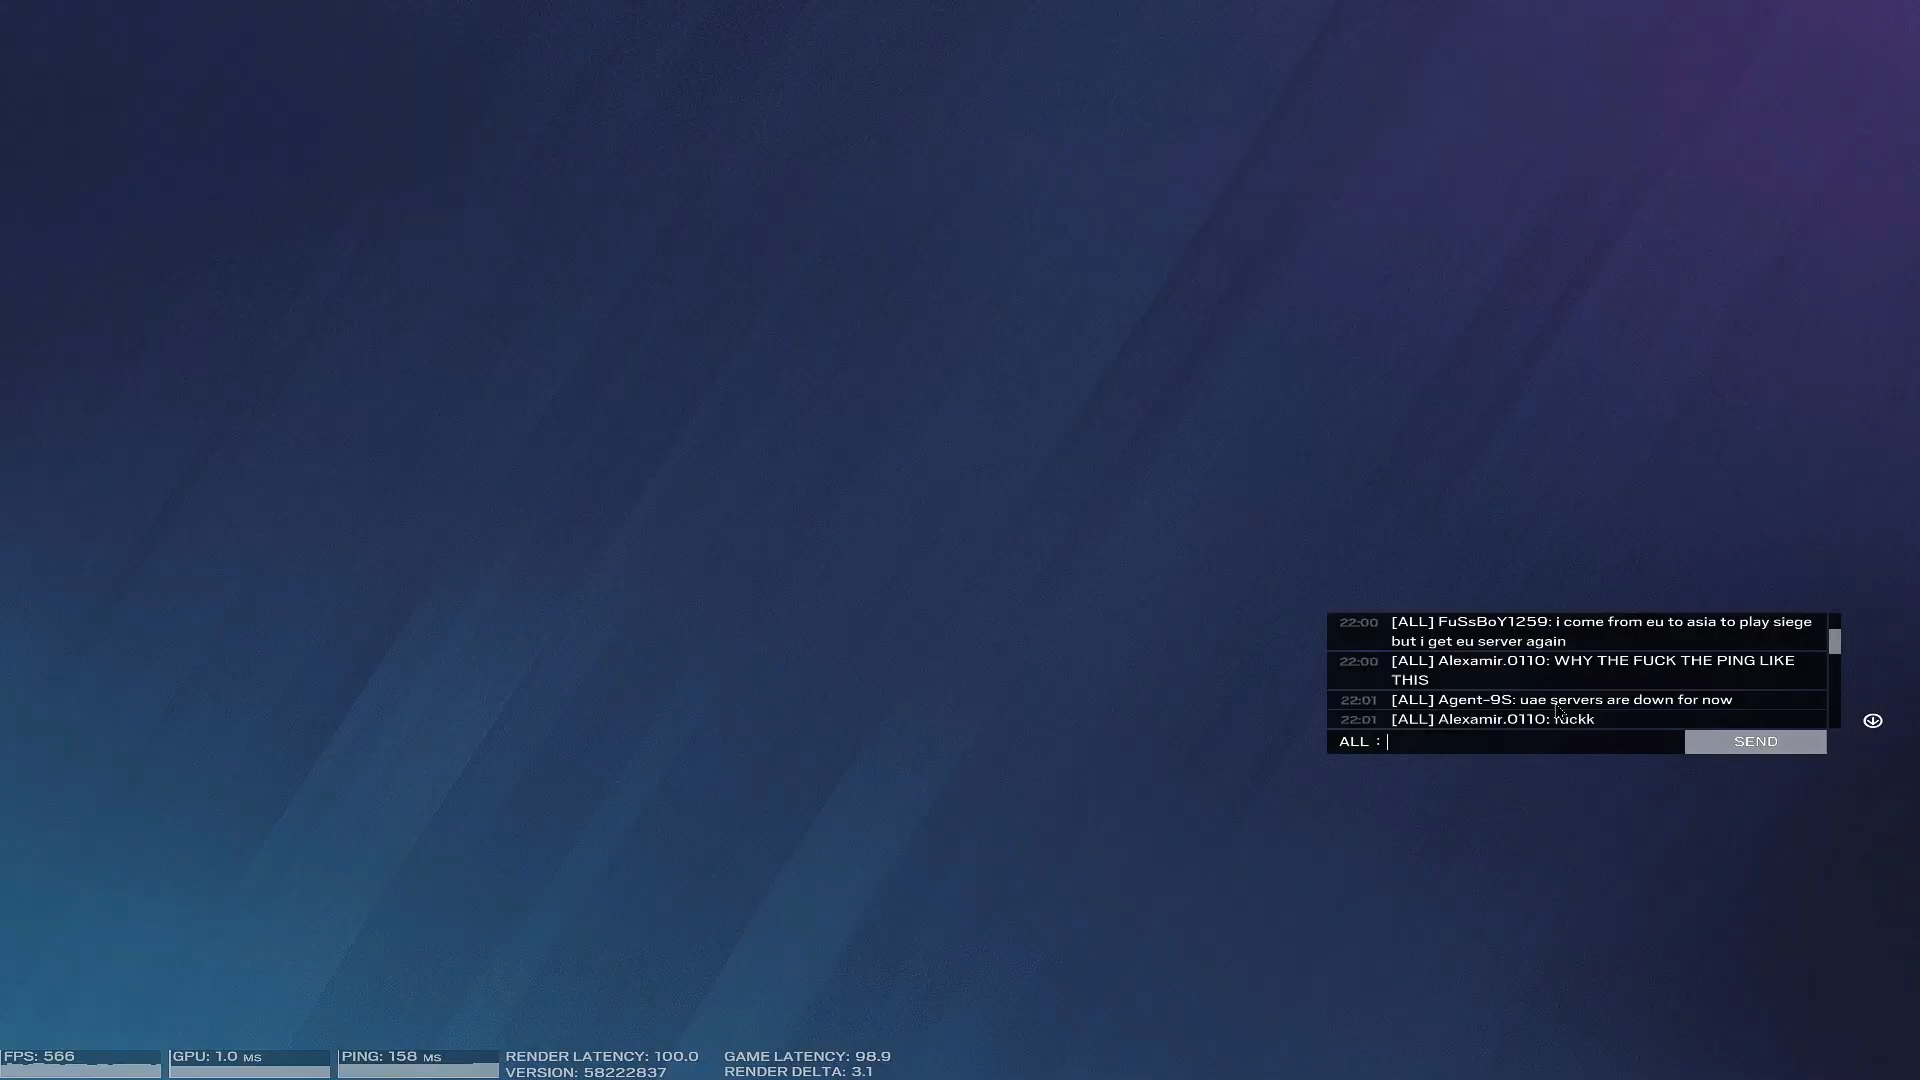 22:00 [ALL] FuSsBoY1259: i come from eu to asia to play siege
but i get eu server again
22:00 [ALL] Alexamir.0110: WHY THE FUCK THE PING LIKE
THIS
22:01 [ALL] Agent-9S: uae servers are down for now
22:01 [ALL] Alexamir.0110: fuckk
ALL : SEND
FPS: 566 GPU: 1.0 MS PING: 158 MS RENDER LATENCY: 100.0 GAME LATENCY: 98.9
VERSION: 58222837 RENDER DELTA: 3.1